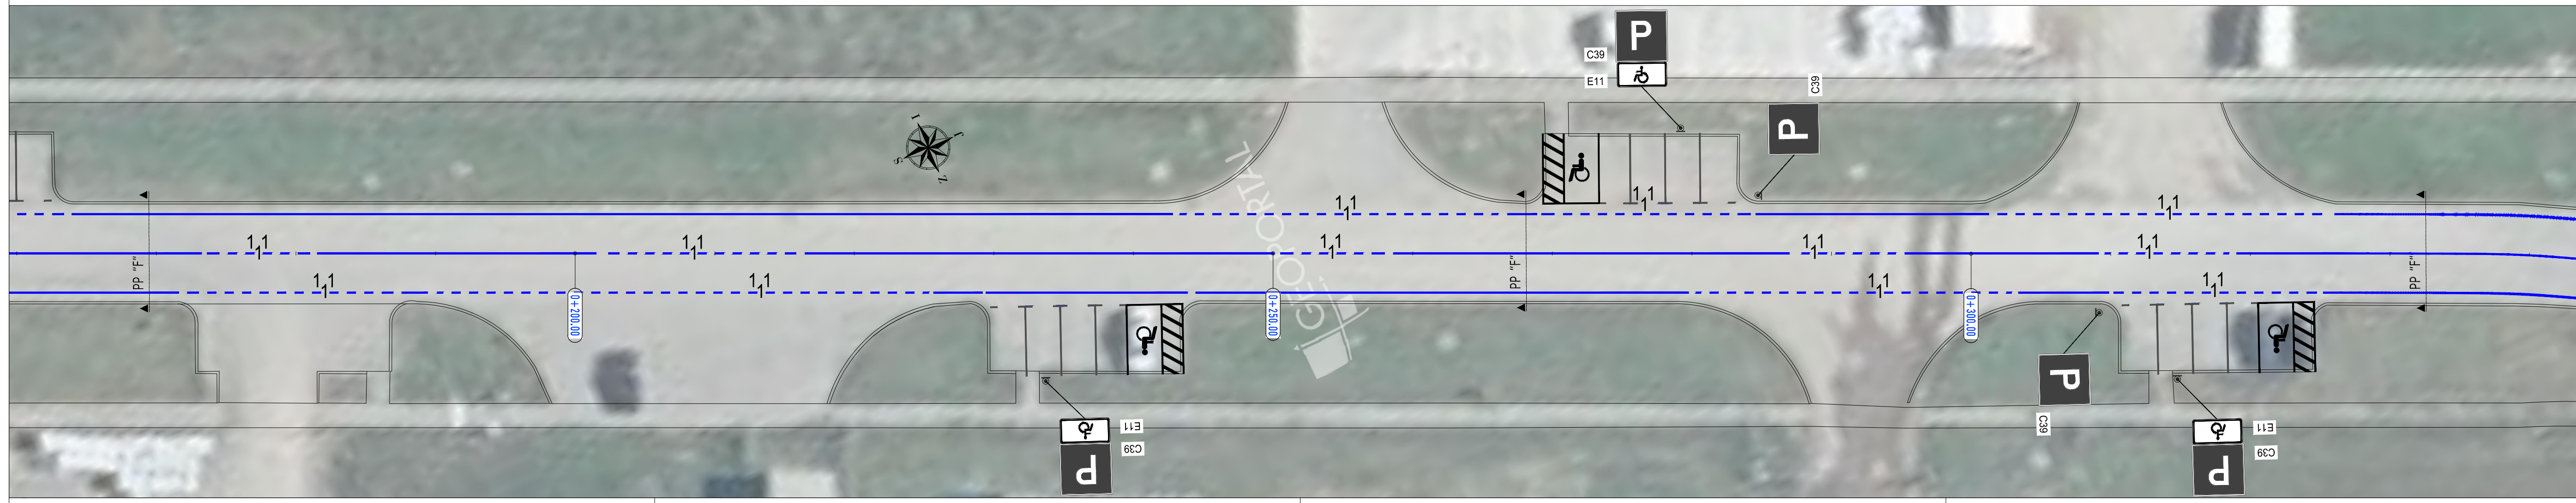 P
C39
E11
C39
P
I
J
S
Z
GEOPORTAL
1.1
1.1
1.1
1.1
1.1
1.1
1.1
1.1
PP "F"
PP "F"
PP "F"
1.1
1.1
1.1
1.1
0+200.00
0+250.00
0+300.00
P
C39
E11
C39
P
E11
C39
P